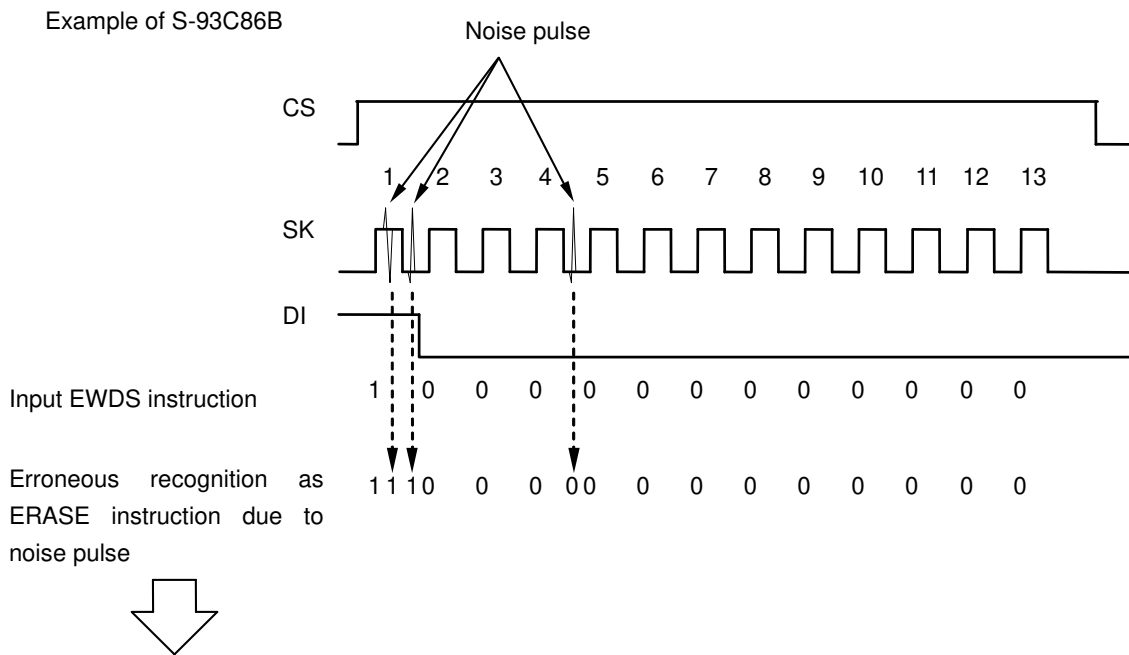 Example of S-93C86B
Noise pulse
CS
1 2 3 4 5 6 7 8 9 10 11 12 13
SK
DI
Input EWDS instruction 1 0 0 0 0 0 0 0 0 0 0 0 0
Erroneous recognition as 1 1 1 0 0 0 0 0 0 0 0 0 0 0 0 0
ERASE instruction due to
noise pulse